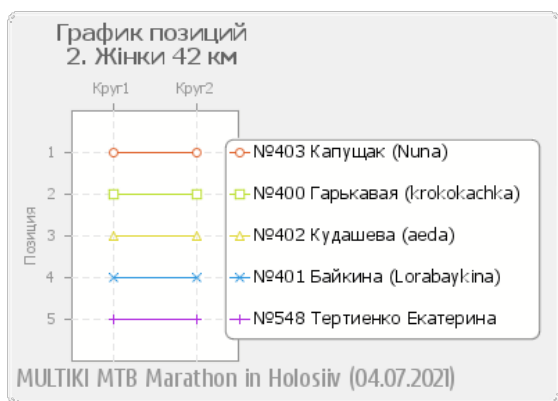 График позиций
2. Жінки 42 км
Круг1 Круг2
Позиция
1 №403 Капущак (Nuna)
2 №400 Гарькавая (krokokachka)
3 №402 Кудашева (aeda)
4 №401 Байкина (Lorabaykina)
5 №548 Тертиенко Екатерина
MULTIKI MTB Marathon in Holosiiv (04.07.2021)